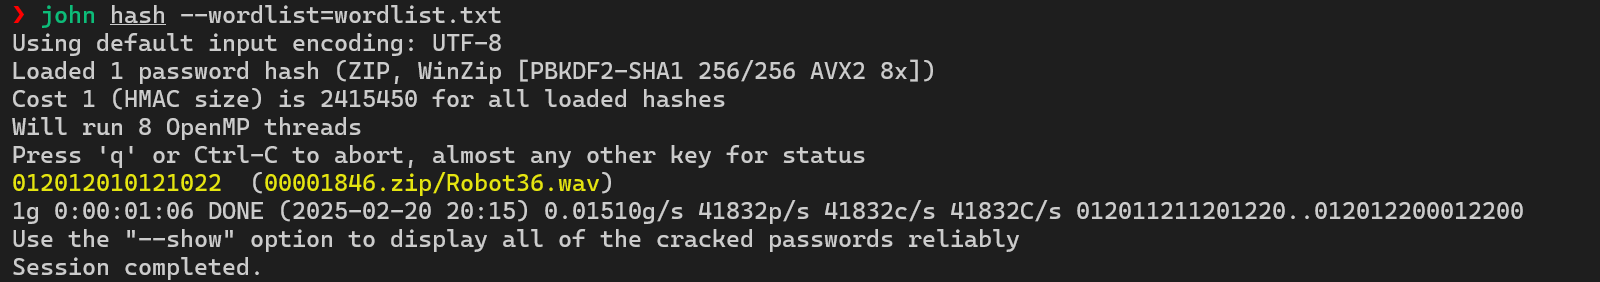 ❯ john hash --wordlist=wordlist.txt
Using default input encoding: UTF-8
Loaded 1 password hash (ZIP, WinZip [PBKDF2-SHA1 256/256 AVX2 8x])
Cost 1 (HMAC size) is 2415450 for all loaded hashes
Will run 8 OpenMP threads
Press 'q' or Ctrl-C to abort, almost any other key for status
012012010121022  (00001846.zip/Robot36.wav)
1g 0:00:01:06 DONE (2025-02-20 20:15) 0.01510g/s 41832p/s 41832c/s 41832C/s 012011211201220..012012200012200
Use the "--show" option to display all of the cracked passwords reliably
Session completed.